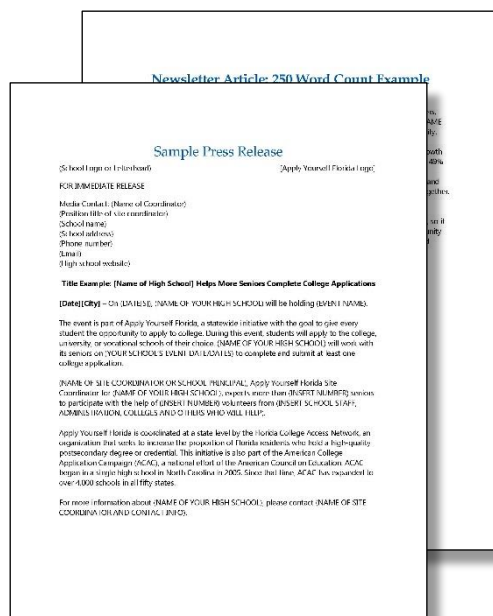 Newsletter Article: 250 Word Count Example
Sample Press Release
(School Logo or Letterhead) [Apply Yourself Florida Logo]
FOR IMMEDIATE RELEASE
Media Contact: (Name of Coordinator)
(Position title of site coordinator)
(School name)
(School address)
(Phone number)
(Email)
(High school website)
Title Example: [Name of High School] Helps More Seniors Complete College Applications
[Date][City] – On (DATE[S]), (NAME OF YOUR HIGH SCHOOL) will be holding (EVENT NAME).
The event is part of Apply Yourself Florida, a statewide initiative with the goal to give every
student the opportunity to apply to college. During this event, students will apply to the college,
university, or vocational schools of their choice. (NAME OF YOUR HIGH SCHOOL) will work with
its seniors on (YOUR SCHOOL'S EVENT DATE/DATES) to complete and submit at least one
college application.
(NAME OF SITE COORDINATOR OR SCHOOL PRINCIPAL), Apply Yourself Florida Site
Coordinator for (NAME OF YOUR HIGH SCHOOL), expects more than (INSERT NUMBER) seniors
to participate with the help of (INSERT NUMBER) volunteers from (INSERT SCHOOL STAFF,
ADMINISTRATION, COLLEGES AND OTHERS WHO WILL HELP).
Apply Yourself Florida is coordinated at a state level by the Florida College Access Network, an
organization that seeks to increase the proportion of Florida residents who hold a high-quality
postsecondary degree or credential. This initiative is also part of the American College
Application Campaign (ACAC), a national effort of the American Council on Education. ACAC
began in a single high school in North Carolina in 2005. Since that time, ACAC has expanded to
over 4,000 schools in all fifty states.
For more information about (NAME OF YOUR HIGH SCHOOL), please contact (NAME OF SITE
COORDINATOR AND CONTACT INFO).